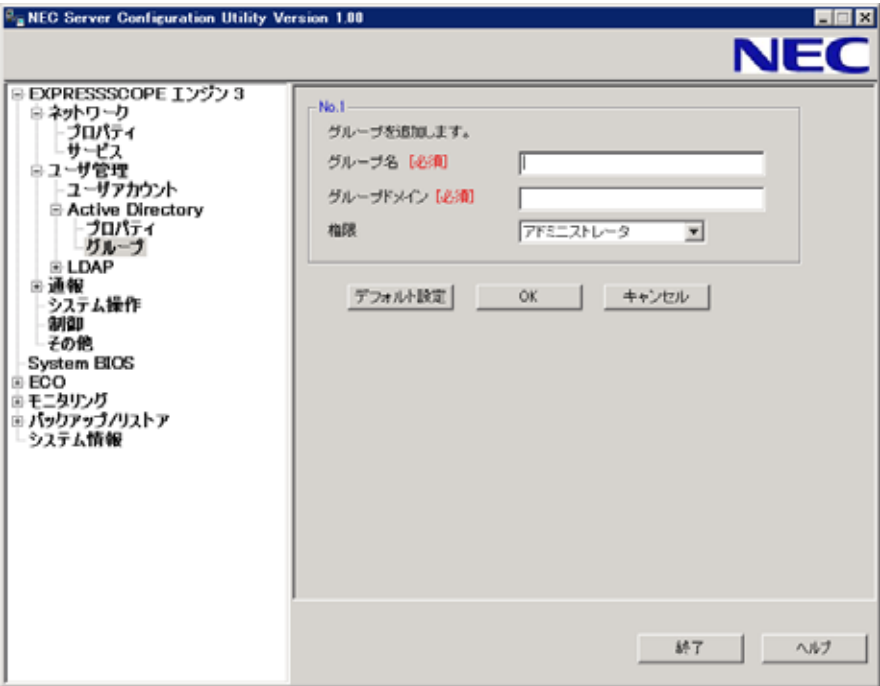 NEC Server Configuration Utility Version 1.00
NEC
EXPRESSSCOPE エンジン 3
ネットワーク
プロパティ
サービス
ユーザ管理
ユーザアカウント
Active Directory
プロパティ
グループ
LDAP
通報
システム操作
制御
その他
System BIOS
ECO
モニタリング
バックアップ/リストア
システム情報
No.1
グループを追加します。
グループ名 [必須]
グループドメイン [必須]
権限 アドミニストレータ
デフォルト設定 OK キャンセル
終了 ヘルプ